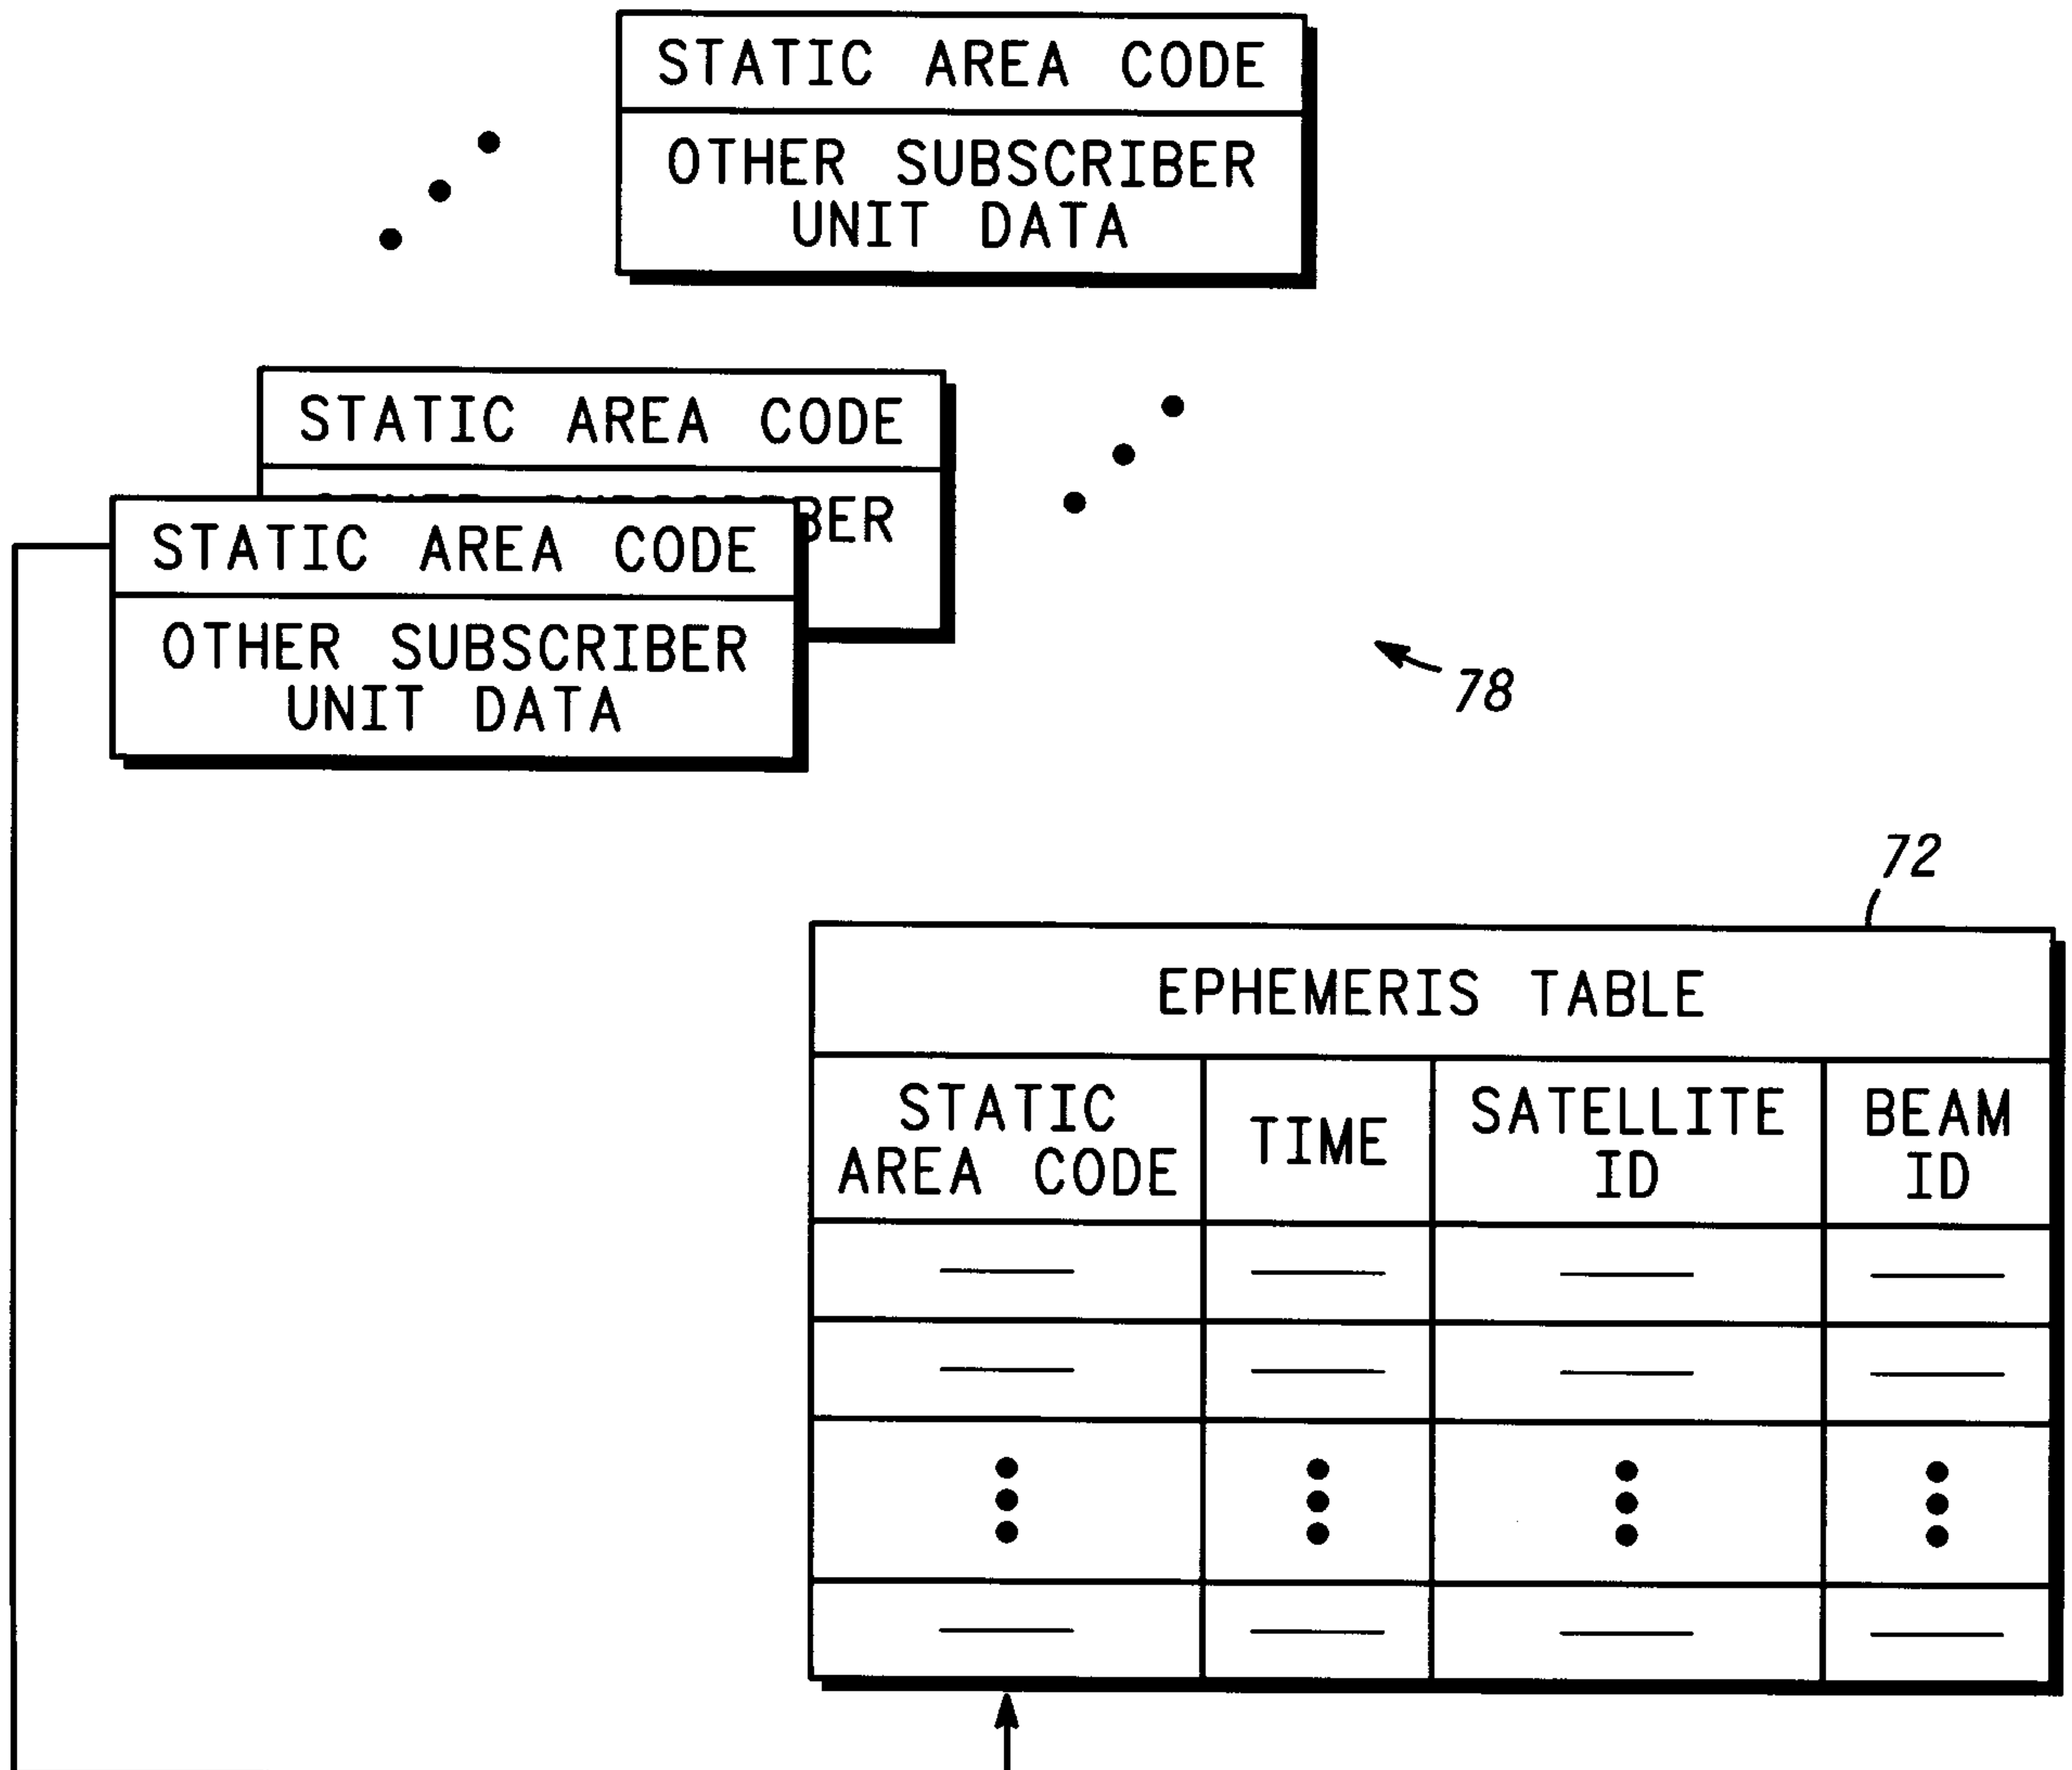 STATIC AREA CODE
OTHER SUBSCRIBER
UNIT DATA
STATIC AREA CODE
BER
STATIC AREA CODE
OTHER SUBSCRIBER
UNIT DATA
78
72
EPHEMERIS TABLE
STATIC
AREA CODE
TIME
SATELLITE
ID
BEAM
ID